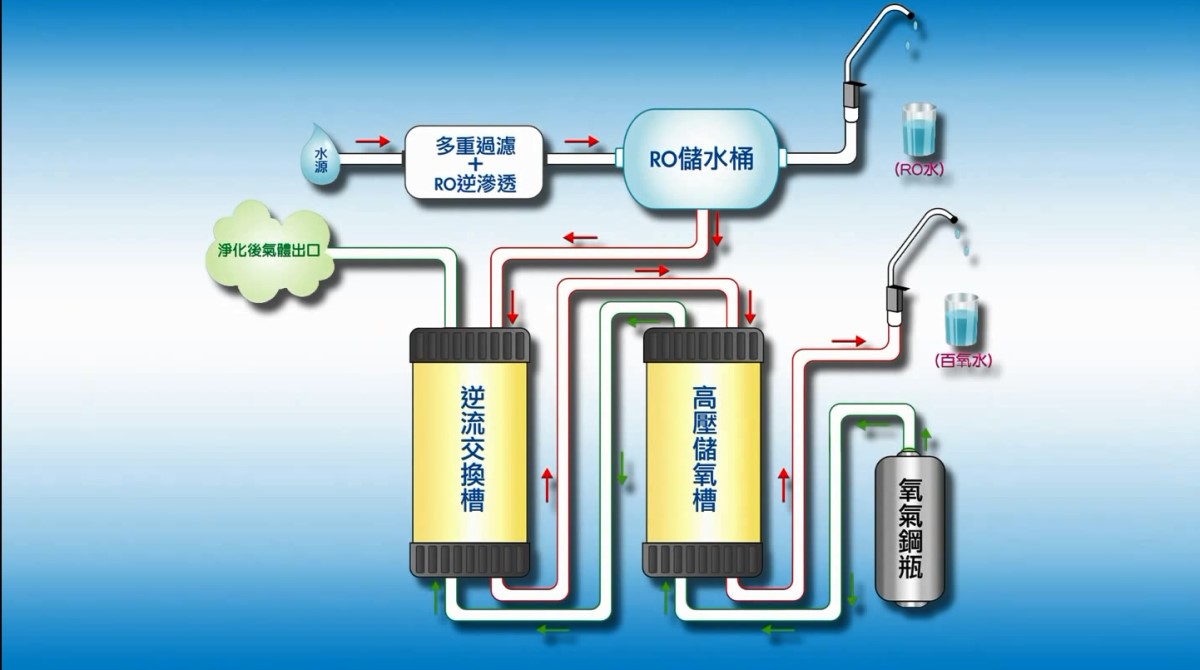 水源
多重過濾
+
RO逆滲透
RO儲水桶
(RO水)
淨化後氣體出口
(百氧水)
逆流交換槽
高壓儲氧槽
氧氣鋼瓶